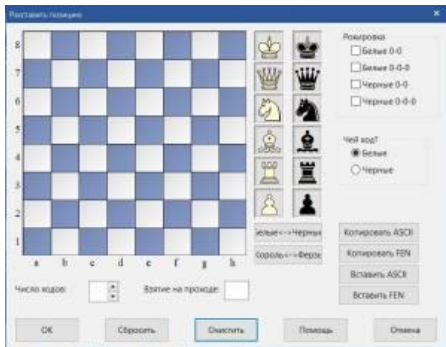 Расставить позицию
8
7
6
5
4
3
2
1
a b c d e f g h
Рокировка
Белые 0-0
Белые 0-0-0
Черные 0-0
Черные 0-0-0
Чей ход?
Белые
Черные
Белые<->Черные
Король<->Ферзь
Копировать ASCII
Копировать FEN
Вставить ASCII
Вставить FEN
Число ходов:
Взятие на проходе:
OK Сбросить Очистить Помощь Отмена